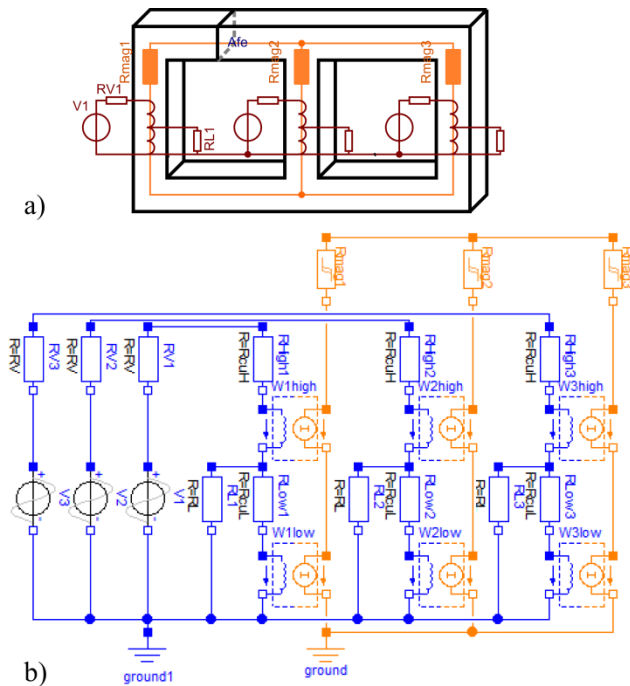 a)
Afe
Rmag1
Rmag2
Rmag3
RV1
V1
RL1
b)
Rmag1
Rmag2
Rmag3
RV3
R=RV
RV2
R=RV
RV1
R=RV
RHigh1
R=RcuH
RHigh2
R=RcuH
RHigh3
R=RcuH
W1high
W2high
W3high
V3
V2
V1
+
-
+
-
+
-
RL1
R=RL
RLow1
R=RcuL
RL2
R=RL
RLow2
R=RcuL
RL3
R=RL
RLow3
R=RcuL
W1low
W2low
W3low
ground1
ground